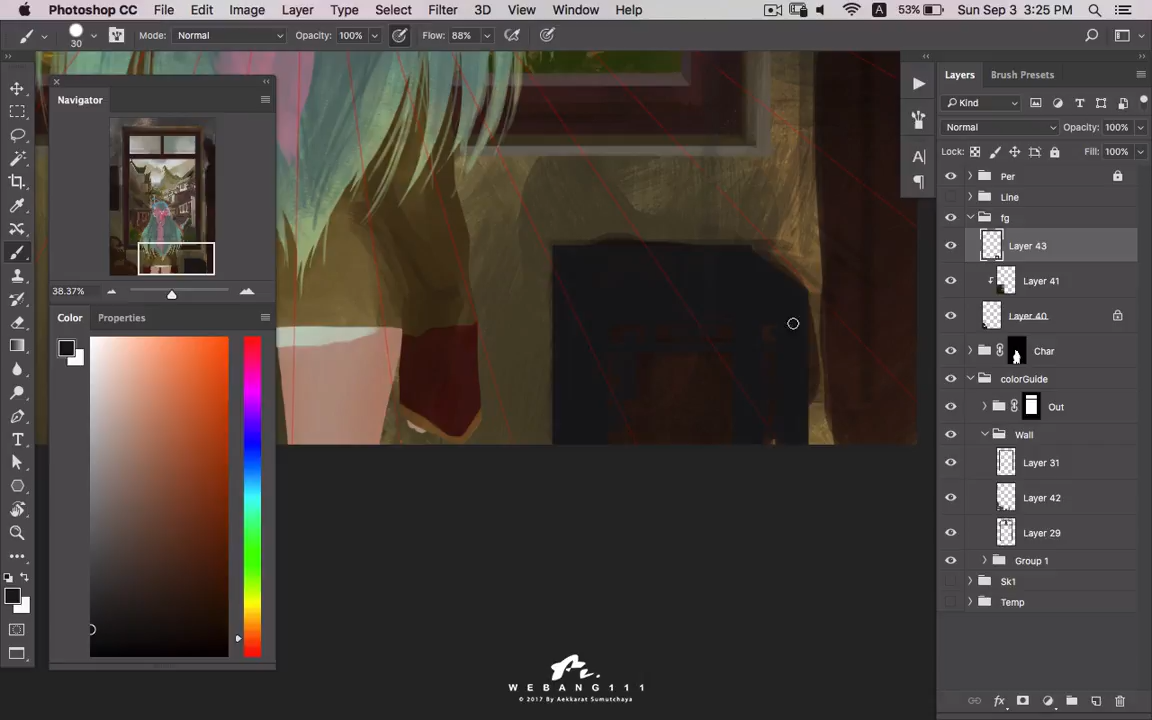 Photoshop CC File Edit Image Layer Type Select Filter 3D View Window Help A 53% Sun Sep 3 3:25 PM
30 Mode: Normal Opacity: 100% Flow: 88%
Navigator
38.37%
Color Properties
Layers Brush Presets
Kind
Normal Opacity: 100%
Lock: Fill: 100%
Per
Line
fg
Layer 43
Layer 41
Layer 40
Char
colorGuide
Out
Wall
Layer 31
Layer 42
Layer 29
Group 1
Sk1
Temp
WEBANG111
© 2017 By Aekkarat Sumutchaya